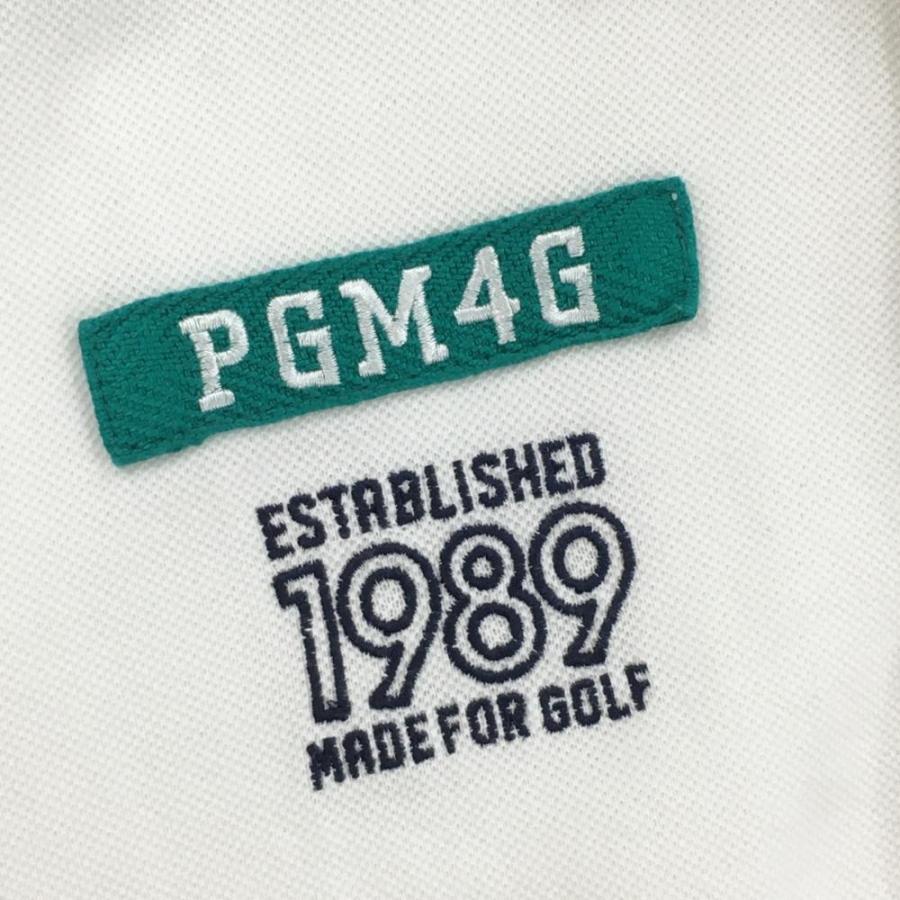 PGM4G
ESTABLISHED
1989
MADE FOR GOLF